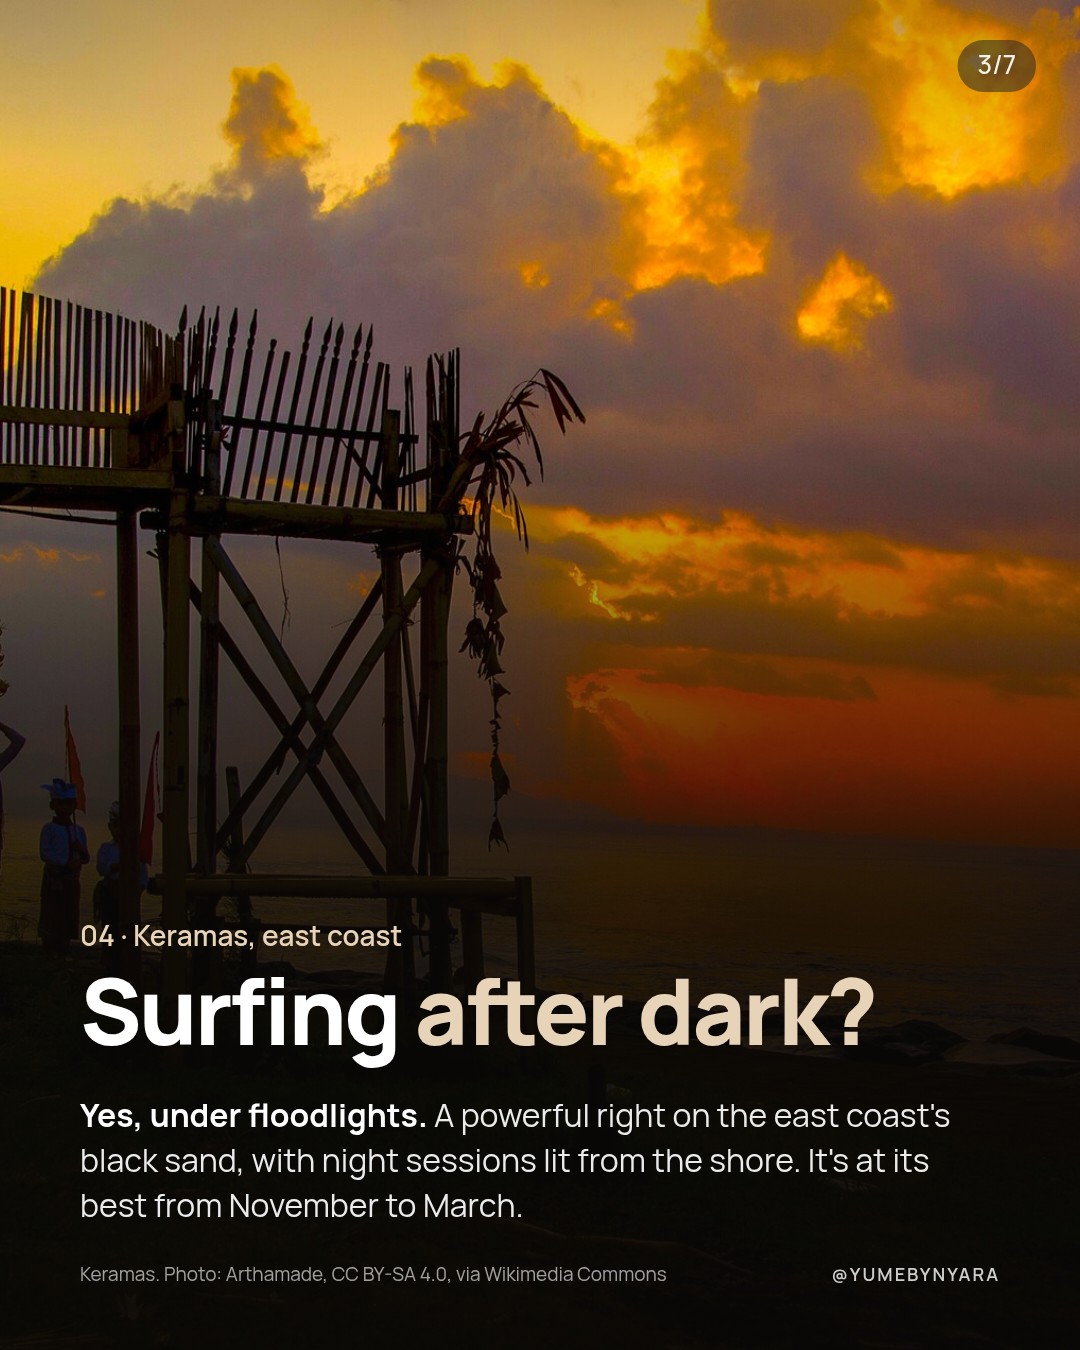 3/7
04 · Keramas, east coast
Surfing after dark?
Yes, under floodlights. A powerful right on the east coast's
black sand, with night sessions lit from the shore. It's at its
best from November to March.
Keramas. Photo: Arthamade, CC BY-SA 4.0, via Wikimedia Commons
@YUMEBYNYARA